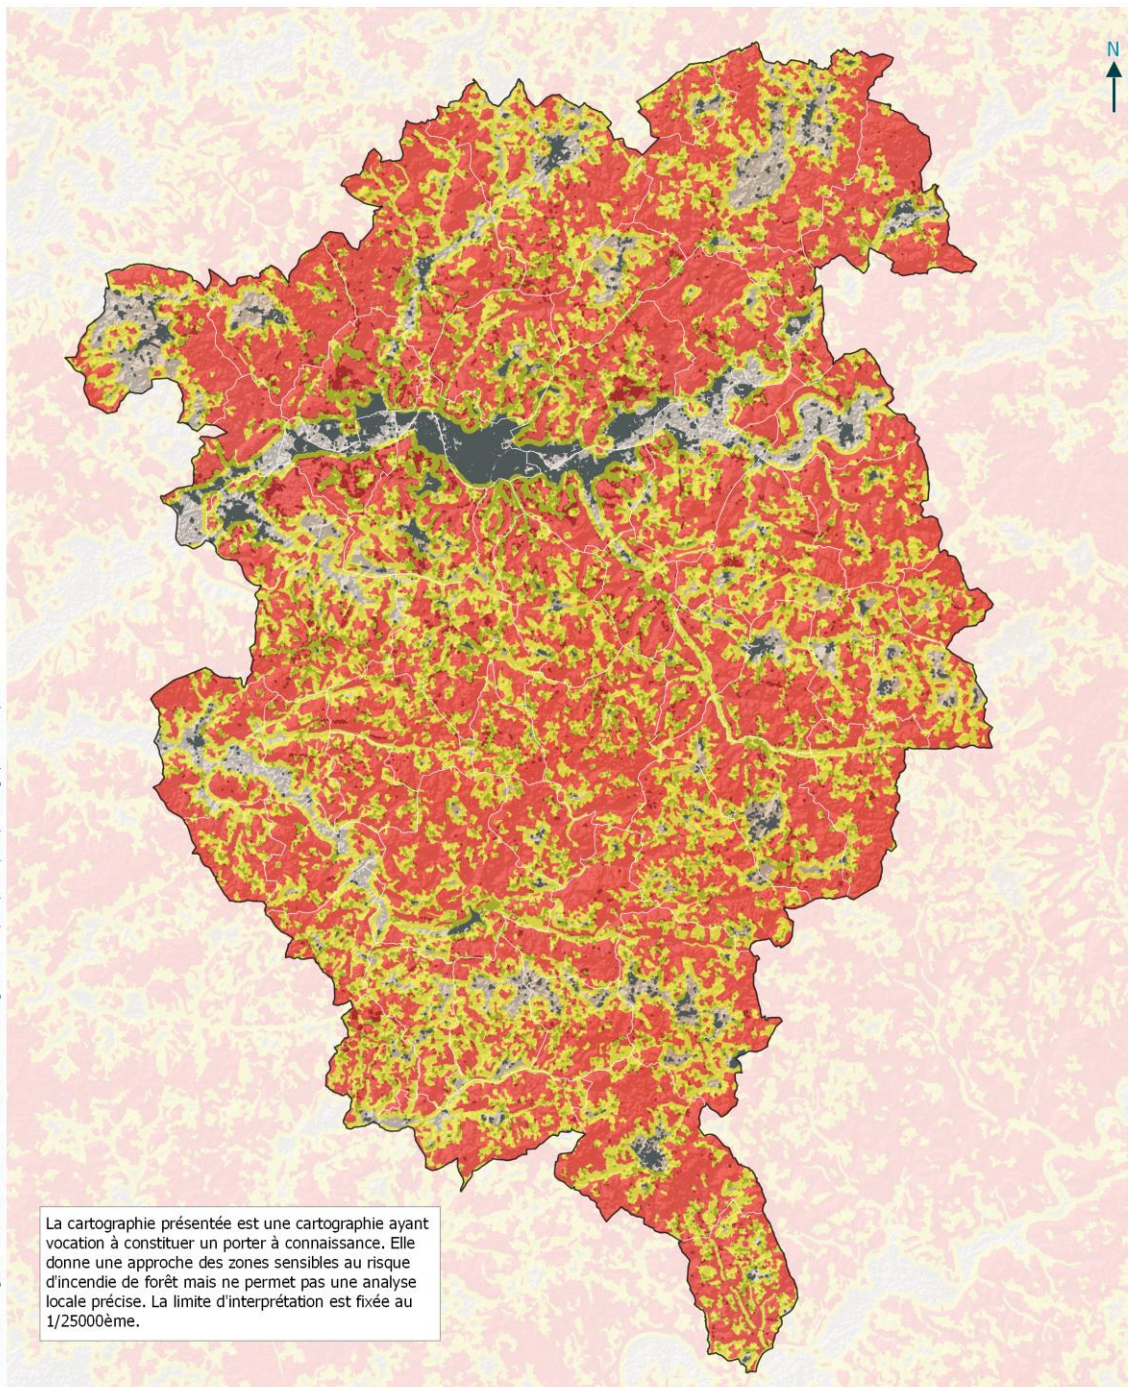 N
La cartographie présentée est une cartographie ayant
vocation à constituer un porter à connaissance. Elle
donne une approche des zones sensibles au risque
d'incendie de forêt mais ne permet pas une analyse
locale précise. La limite d'interprétation est fixée au
1/25000ème.